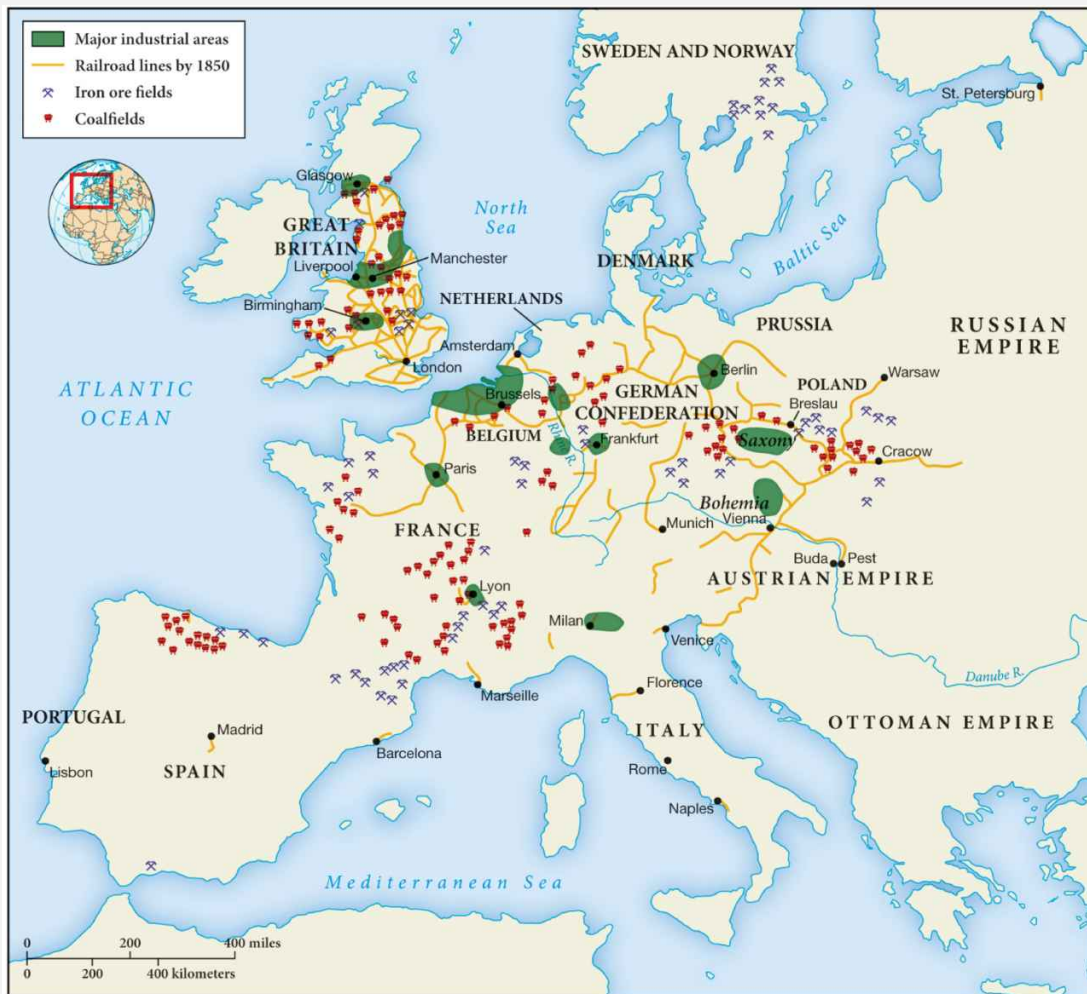 Major industrial areas
Railroad lines by 1850
Iron ore fields
Coalfields
SWEDEN AND NORWAY
St. Petersburg
Glasgow
North
Sea
GREAT
BRITAIN
Baltic Sea
Liverpool
Manchester
DENMARK
Birmingham
NETHERLANDS
PRUSSIA
RUSSIAN
EMPIRE
Amsterdam
London
ATLANTIC
OCEAN
Berlin
Warsaw
POLAND
Brussels
GERMAN
CONFEDERATION
Breslau
BELGIUM
Rhine R.
Frankfurt
Saxony
Cracow
Paris
Bohemia
FRANCE
Munich
Vienna
Buda
Pest
AUSTRIAN EMPIRE
Lyon
Milan
Venice
Danube R.
Marseille
Florence
PORTUGAL
OTTOMAN EMPIRE
Madrid
ITALY
Barcelona
Lisbon
SPAIN
Rome
Naples
Mediterranean Sea
0 200 400 miles
0 200 400 kilometers